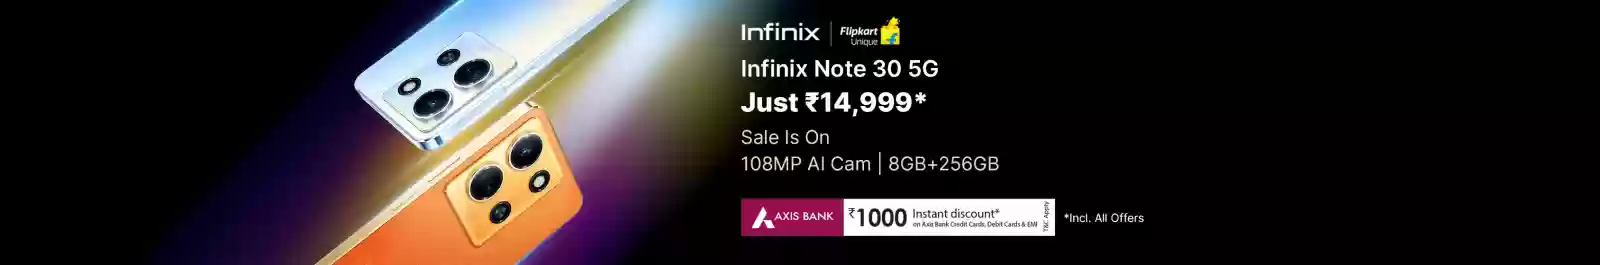 Infinix
Flipkart
Unique
Infinix Note 30 5G
Just ₹14,999*
Sale Is On
108MP AI Cam | 8GB+256GB
AXIS BANK
₹1000 Instant discount*
on Axis Bank Credit Cards, Debit Cards & EMI
T&C Apply
*Incl. All Offers